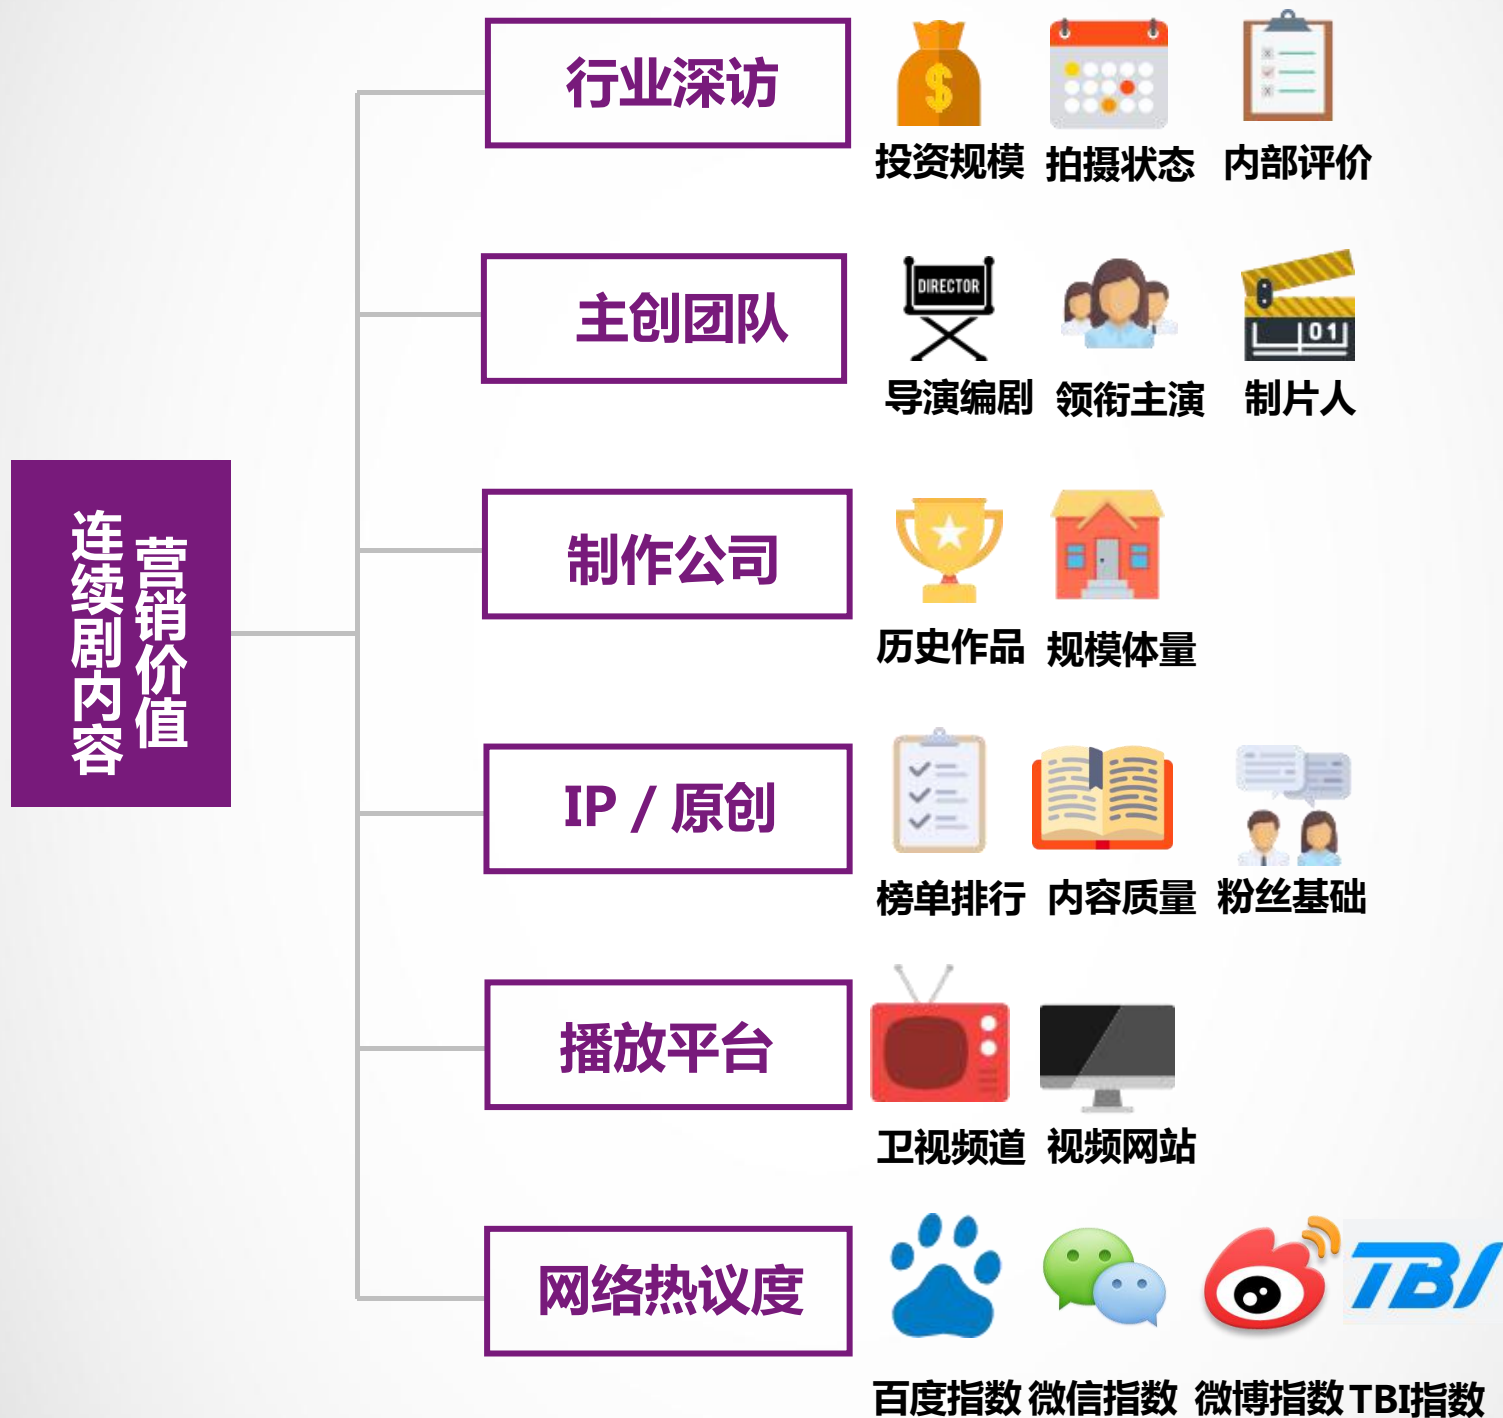 连续剧内容
营销价值
行业深访
投资规模 拍摄状态 内部评价
主创团队
DIRECTOR
01
导演编剧 领衔主演 制片人
制作公司
历史作品 规模体量
IP / 原创
榜单排行 内容质量 粉丝基础
播放平台
卫视频道 视频网站
网络热议度
TBI
百度指数 微信指数 微博指数 TBI指数